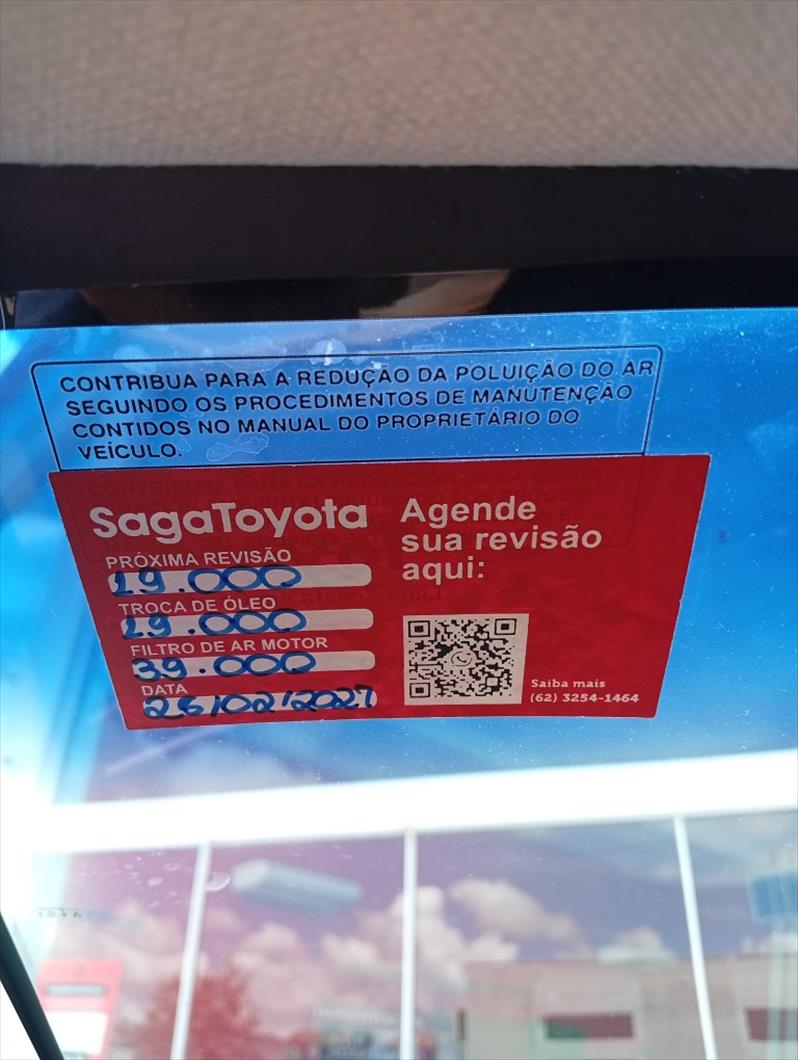 CONTRIBUA PARA A REDUÇÃO DA POLUIÇÃO DO AR
SEGUINDO OS PROCEDIMENTOS DE MANUTENÇÃO
CONTIDOS NO MANUAL DO PROPRIETÁRIO DO
VEÍCULO.
SagaToyota
PRÓXIMA REVISÃO
29.000
TROCA DE ÓLEO
29.000
FILTRO DE AR MOTOR
39.000
DATA
26/02/2027
Agende
sua revisão
aqui:
Saiba mais
(62) 3254-1464